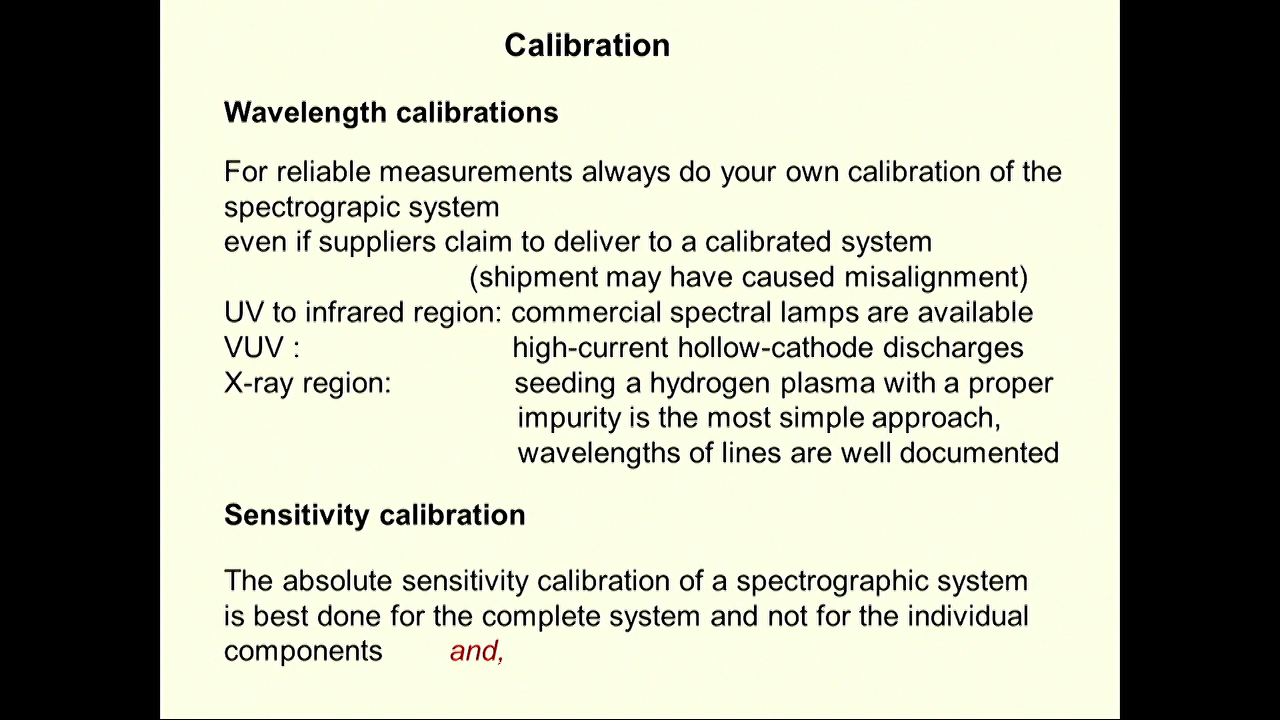 Calibration
Wavelength calibrations
For reliable measurements always do your own calibration of the
spectrograpic system
even if suppliers claim to deliver to a calibrated system
(shipment may have caused misalignment)
UV to infrared region: commercial spectral lamps are available
VUV : high-current hollow-cathode discharges
X-ray region: seeding a hydrogen plasma with a proper
impurity is the most simple approach,
wavelengths of lines are well documented
Sensitivity calibration
The absolute sensitivity calibration of a spectrographic system
is best done for the complete system and not for the individual
components and,